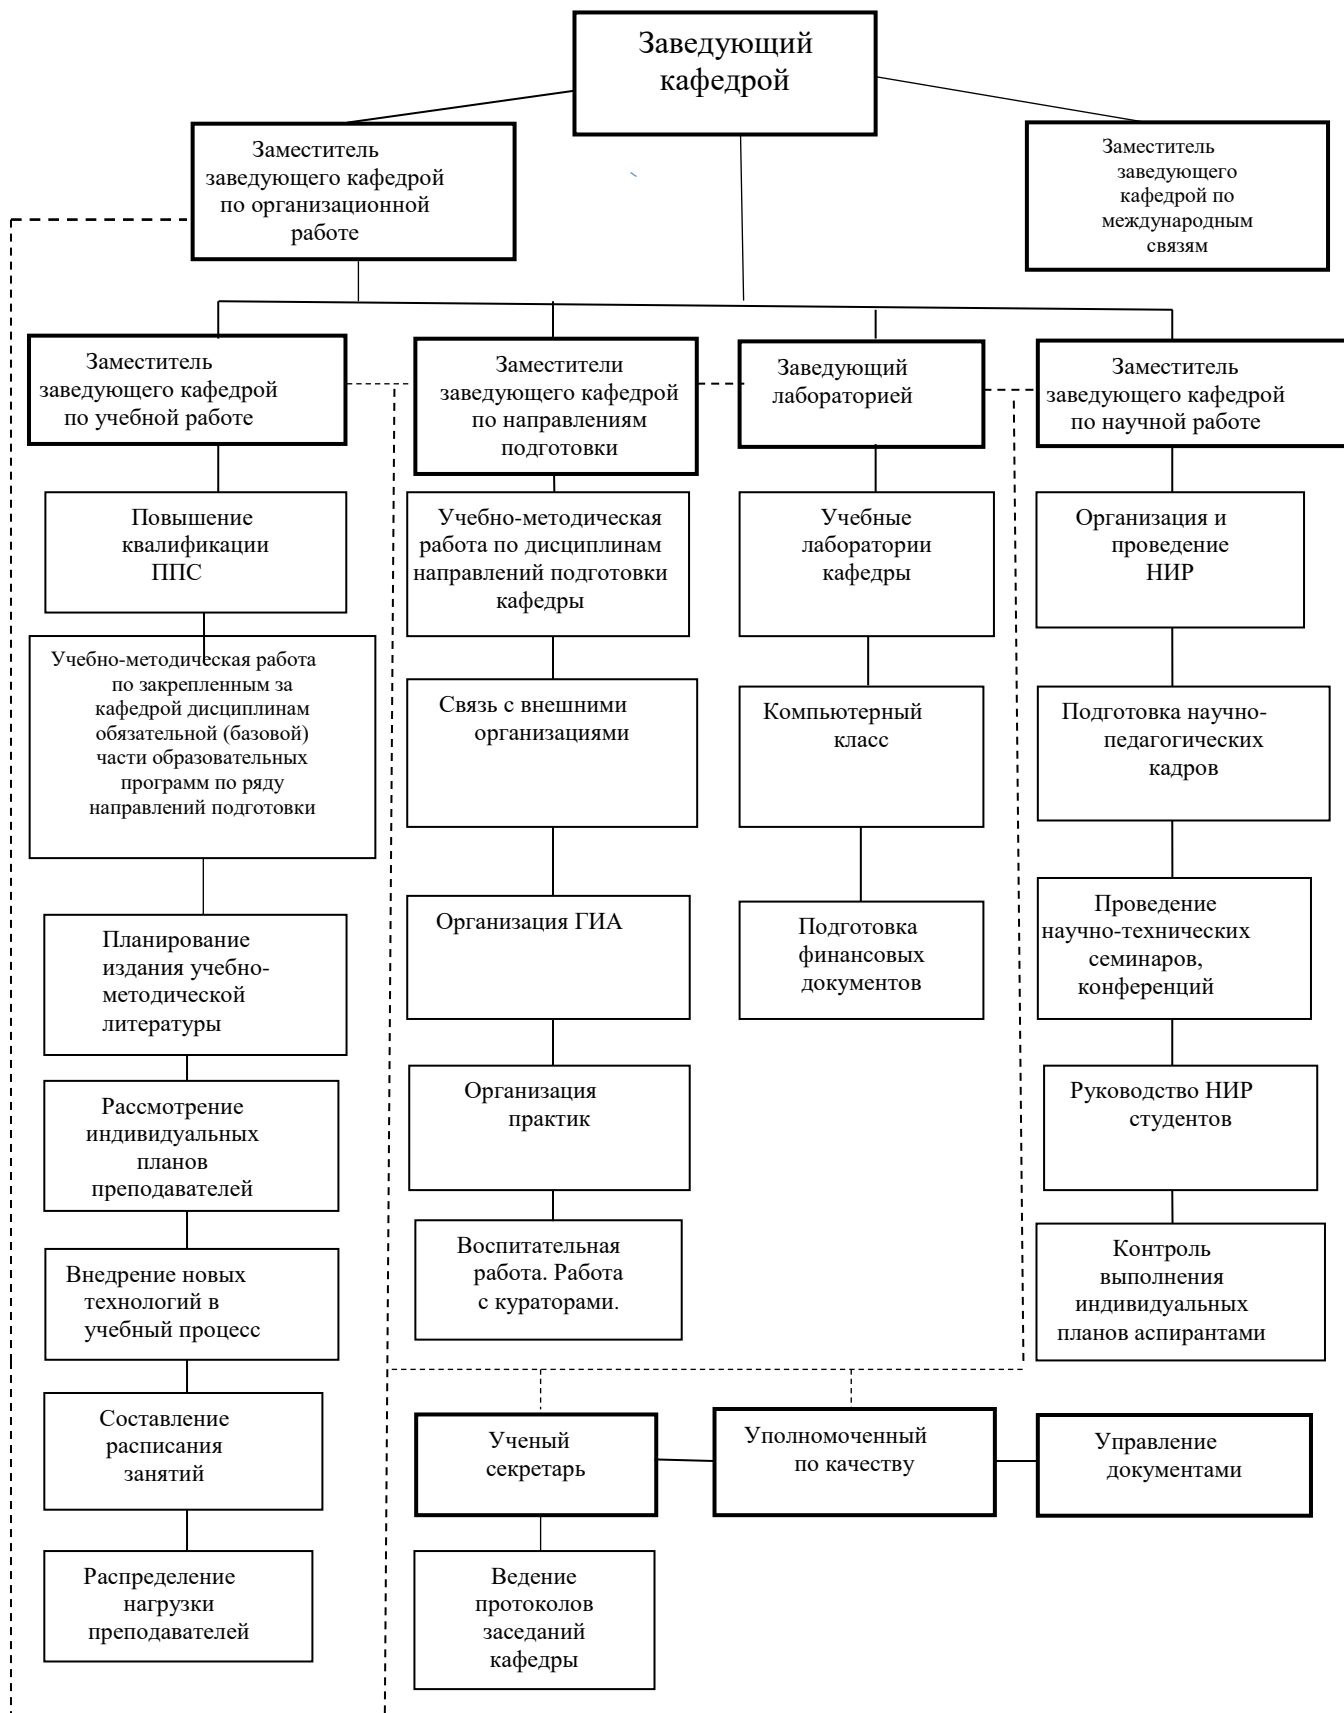 Заведующий
кафедрой
Заместитель
заведующего кафедрой
по организационной
работе
Заместитель
заведующего
кафедрой по
международным
связям
Заместитель
заведующего кафедрой
по учебной работе
Заместители
заведующего кафедрой
по направлениям
подготовки
Заведующий
лабораторией
Заместитель
заведующего кафедрой
по научной работе
Повышение
квалификации
ППС
Учебно-методическая
работа по дисциплинам
направлений подготовки
кафедры
Учебные
лаборатории
кафедры
Организация и
проведение
НИР
Учебно-методическая работа
по закрепленным за
кафедрой дисциплинам
обязательной (базовой)
части образовательных
программ по ряду
направлений подготовки
Связь с внешними
организациями
Компьютерный
класс
Подготовка научно-
педагогических
кадров
Планирование
издания учебно-
методической
литературы
Организация ГИА
Подготовка
финансовых
документов
Проведение
научно-технических
семинаров,
конференций
Рассмотрение
индивидуальных
планов
преподавателей
Организация
практик
Руководство НИР
студентов
Внедрение новых
технологий в
учебный процесс
Воспитательная
работа. Работа
с кураторами.
Контроль
выполнения
индивидуальных
планов аспирантами
Составление
расписания
занятий
Ученый
секретарь
Уполномоченный
по качеству
Управление
документами
Распределение
нагрузки
преподавателей
Ведение
протоколов
заседаний
кафедры